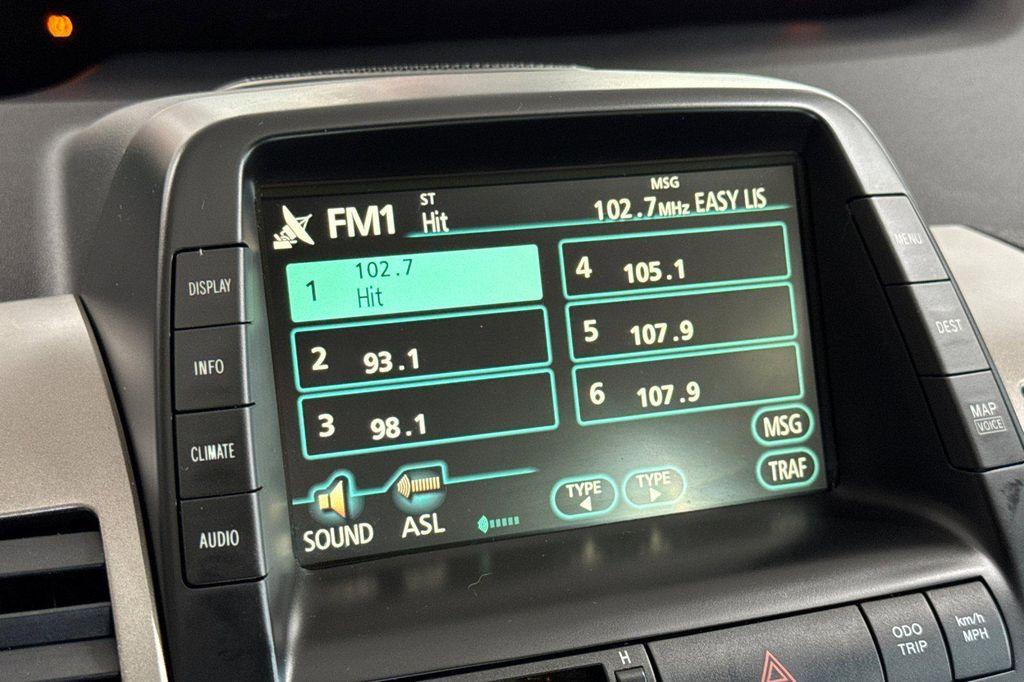 FM1
ST
Hit
MSG
102.7MHz EASY LIS
1 102.7
Hit
2 93.1
3 98.1
4 105.1
5 107.9
6 107.9
MSG
TRAF
TYPE
TYPE
SOUND
ASL
DISPLAY
INFO
CLIMATE
AUDIO
MENU
DEST
MAP
VOICE
H
ODO
TRIP
km/h
MPH